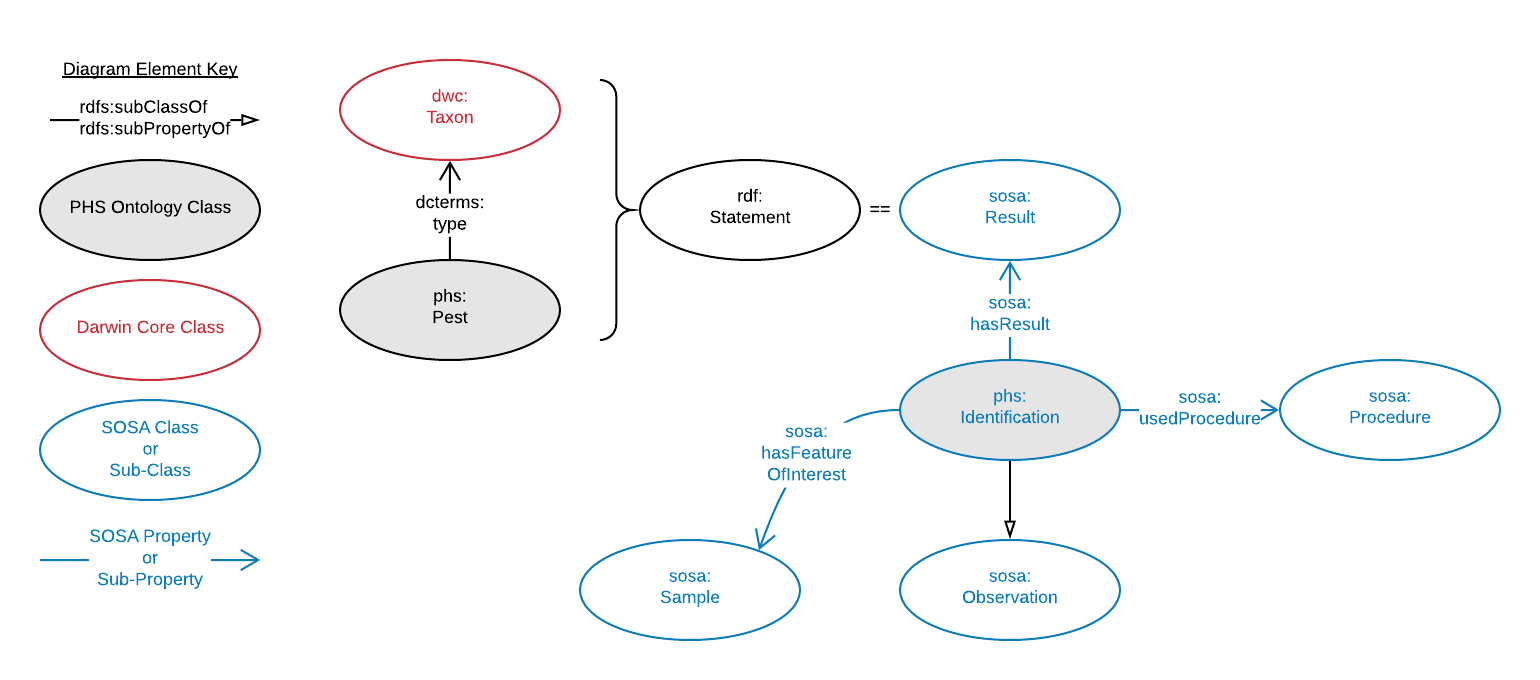 Diagram Element Key
rdfs:subClassOf
rdfs:subPropertyOf
PHS Ontology Class
Darwin Core Class
SOSA Class
or
Sub-Class
SOSA Property
or
Sub-Property
dwc:
Taxon
dcterms:
type
phs:
Pest
rdf:
Statement
==
sosa:
Result
sosa:
hasResult
phs:
Identification
sosa:
usedProcedure
sosa:
Procedure
sosa:
hasFeature
OfInterest
sosa:
Sample
sosa:
Observation